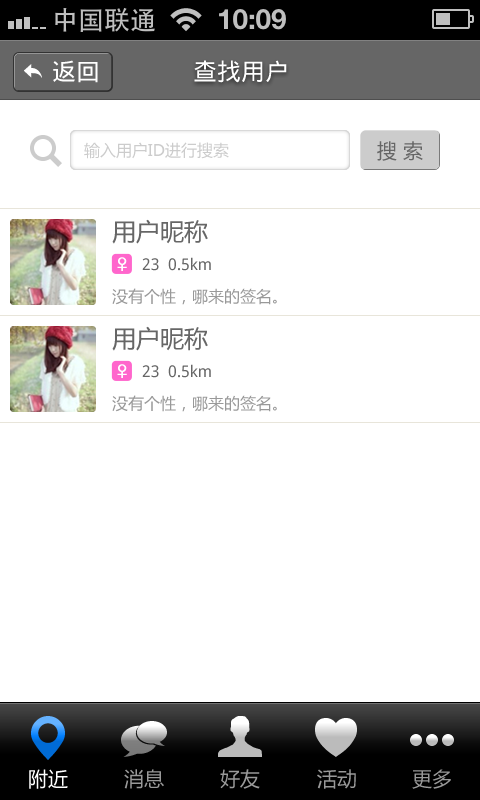 中国联通 10:09
返回 查找用户
输入用户ID进行搜索 搜 索
用户昵称
23 0.5km
没有个性，哪来的签名。
用户昵称
23 0.5km
没有个性，哪来的签名。
附近 消息 好友 活动 更多